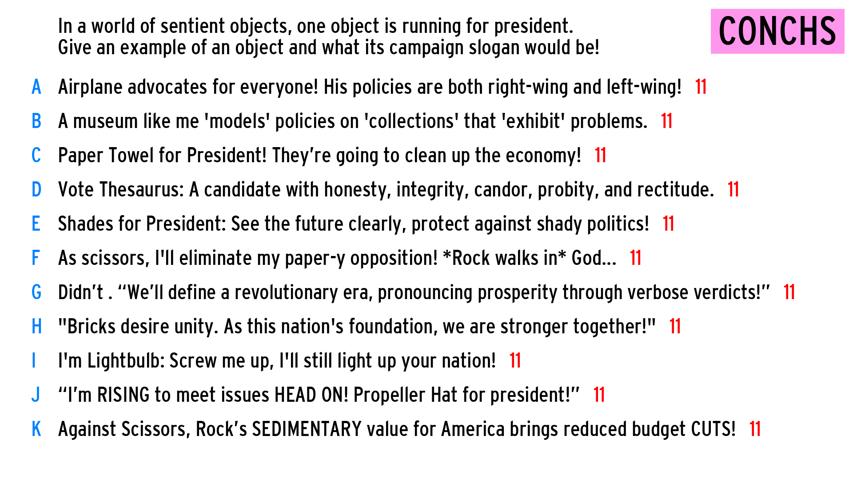 In a world of sentient objects, one object is running for president.
Give an example of an object and what its campaign slogan would be!
CONCHS
A Airplane advocates for everyone! His policies are both right-wing and left-wing! 11
B A museum like me 'models' policies on 'collections' that 'exhibit' problems. 11
C Paper Towel for President! They’re going to clean up the economy! 11
D Vote Thesaurus: A candidate with honesty, integrity, candor, probity, and rectitude. 11
E Shades for President: See the future clearly, protect against shady politics! 11
F As scissors, I'll eliminate my paper-y opposition! *Rock walks in* God... 11
G Didn’t . “We’ll define a revolutionary era, pronouncing prosperity through verbose verdicts!” 11
H "Bricks desire unity. As this nation's foundation, we are stronger together!" 11
I I'm Lightbulb: Screw me up, I'll still light up your nation! 11
J “I’m RISING to meet issues HEAD ON! Propeller Hat for president!” 11
K Against Scissors, Rock’s SEDIMENTARY value for America brings reduced budget CUTS! 11